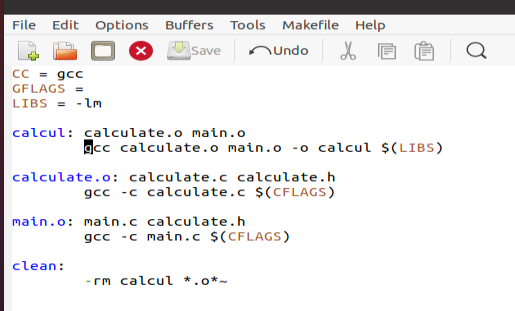 File Edit Options Buffers Tools Makefile Help
Save Undo
CC = gcc
GFLAGS =
LIBS = -lm
calcul: calculate.o main.o
gcc calculate.o main.o -o calcul $(LIBS)
calculate.o: calculate.c calculate.h
gcc -c calculate.c $(CFLAGS)
main.o: main.c calculate.h
gcc -c main.c $(CFLAGS)
clean:
-rm calcul *.o*~